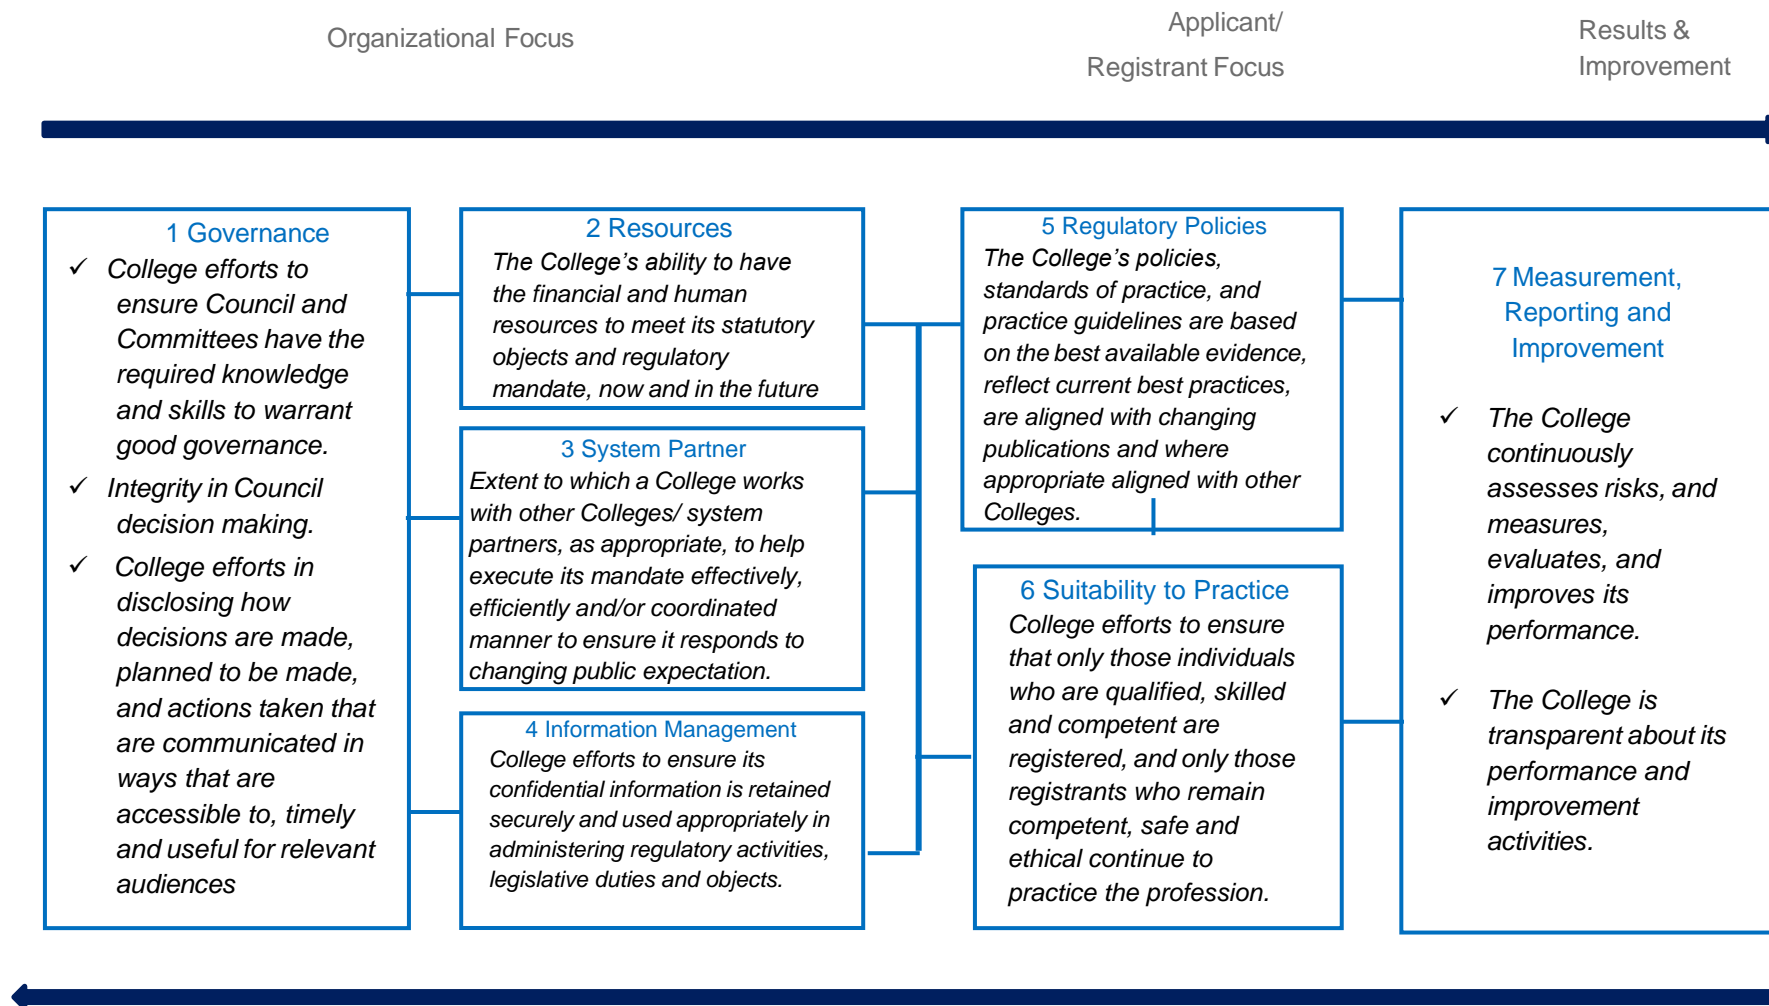 Organizational Focus
Applicant/
Registrant Focus
Results &
Improvement
1 Governance
✓ College efforts to
ensure Council and
Committees have the
required knowledge
and skills to warrant
good governance.
✓ Integrity in Council
decision making.
✓ College efforts in
disclosing how
decisions are made,
planned to be made,
and actions taken that
are communicated in
ways that are
accessible to, timely
and useful for relevant
audiences
2 Resources
The College's ability to have
the financial and human
resources to meet its statutory
objects and regulatory
mandate, now and in the future
3 System Partner
Extent to which a College works
with other Colleges/ system
partners, as appropriate, to help
execute its mandate effectively,
efficiently and/or coordinated
manner to ensure it responds to
changing public expectation.
4 Information Management
College efforts to ensure its
confidential information is retained
securely and used appropriately in
administering regulatory activities,
legislative duties and objects.
5 Regulatory Policies
The College's policies,
standards of practice, and
practice guidelines are based
on the best available evidence,
reflect current best practices,
are aligned with changing
publications and where
appropriate aligned with other
Colleges.
6 Suitability to Practice
College efforts to ensure
that only those individuals
who are qualified, skilled
and competent are
registered, and only those
registrants who remain
competent, safe and
ethical continue to
practice the profession.
7 Measurement,
Reporting and
Improvement
✓ The College
continuously
assesses risks, and
measures,
evaluates, and
improves its
performance.
✓ The College is
transparent about its
performance and
improvement
activities.